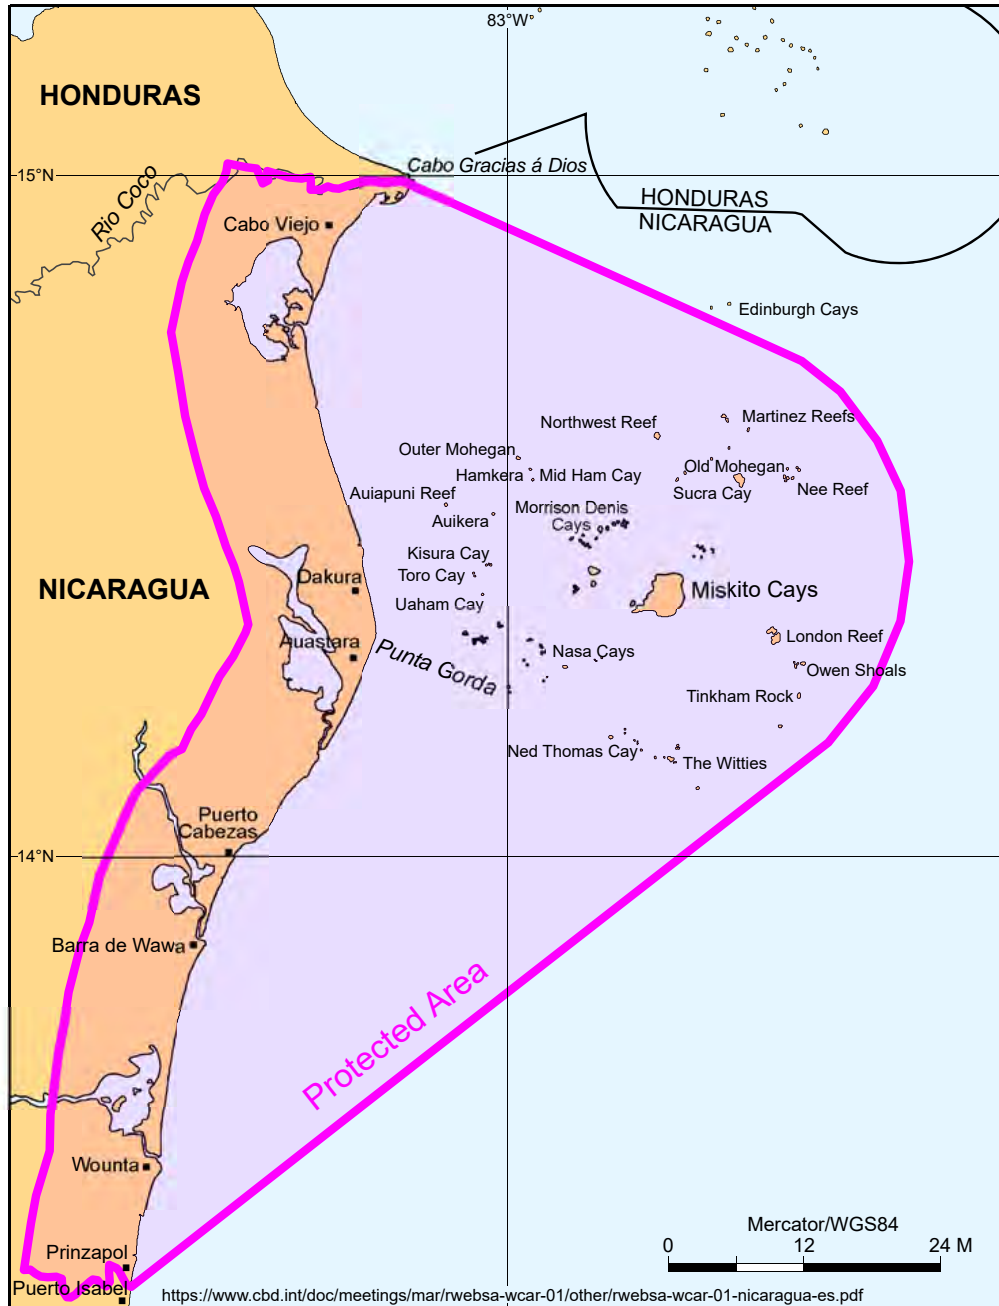 83°W
HONDURAS
Cabo Gracias á Dios
15°N
Rio Coco
HONDURAS
NICARAGUA
Cabo Viejo
Edinburgh Cays
Northwest Reef
Martinez Reefs
Outer Mohegan
Hamkera
Mid Ham Cay
Old Mohegan
Sucra Cay
Nee Reef
Auiapuni Reef
Auikera
Morrison Denis
Cays
Kisura Cay
Toro Cay
Uaham Cay
NICARAGUA
Dakura
Miskito Cays
Auastara
Punta Gorda
Nasa Cays
London Reef
Owen Shoals
Tinkham Rock
Ned Thomas Cay
The Witties
Puerto
Cabezas
14°N
Barra de Wawa
Protected Area
Wounta
Mercator/WGS84
0 12 24 M
Prinzapol
Puerto Isabel
https://www.cbd.int/doc/meetings/mar/rwebsa-wcar-01/other/rwebsa-wcar-01-nicaragua-es.pdf